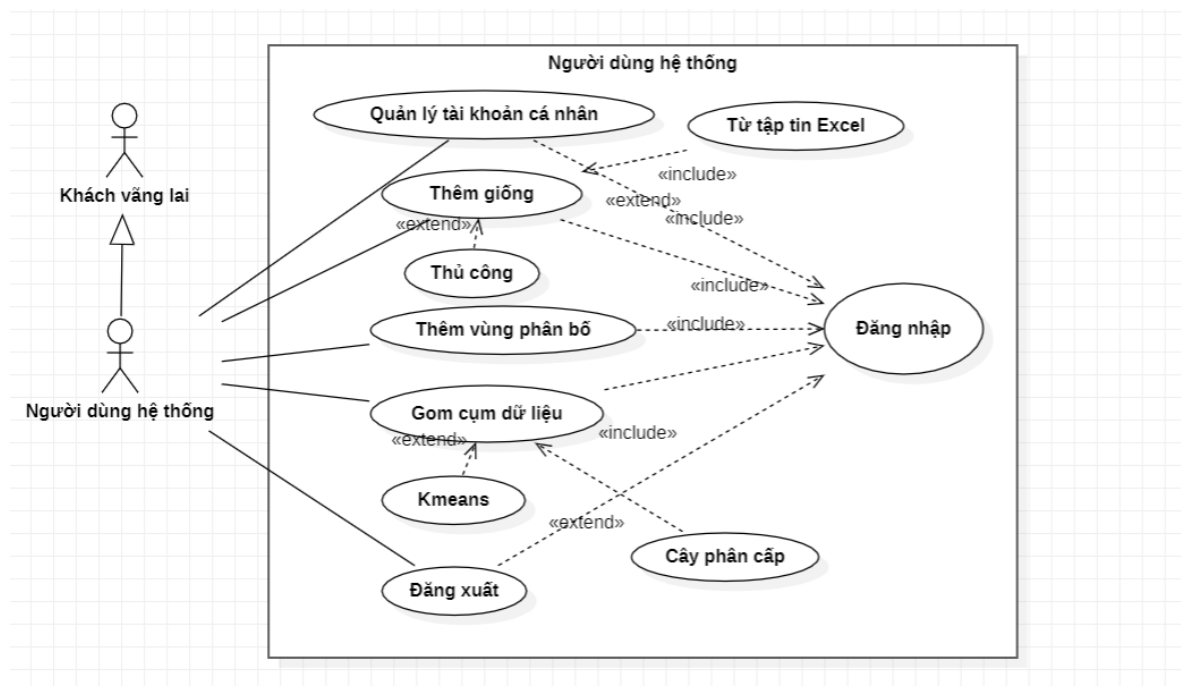 Người dùng hệ thống
Quản lý tài khoản cá nhân
Từ tập tin Excel
Khách vãng lai
«include»
Thêm giống
«extend»
«include»
«extend»
Thủ công
«include»
Thêm vùng phân bố
«include»
Đăng nhập
Người dùng hệ thống
Gom cụm dữ liệu
«extend»
«include»
Kmeans
«extend»
Cây phân cấp
Đăng xuất